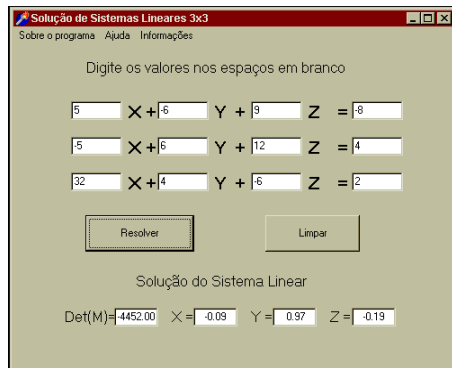 Solução de Sistemas Lineares 3x3
Sobre o programa Ajuda Informações
Digite os valores nos espaços em branco
5 X + -6 Y + 9 Z = -8
-5 X + 6 Y + 12 Z = 4
32 X + 4 Y + -6 Z = 2
Resolver Limpar
Solução do Sistema Linear
Det(M)= -4452.00 X = -0.09 Y = 0.97 Z = -0.19